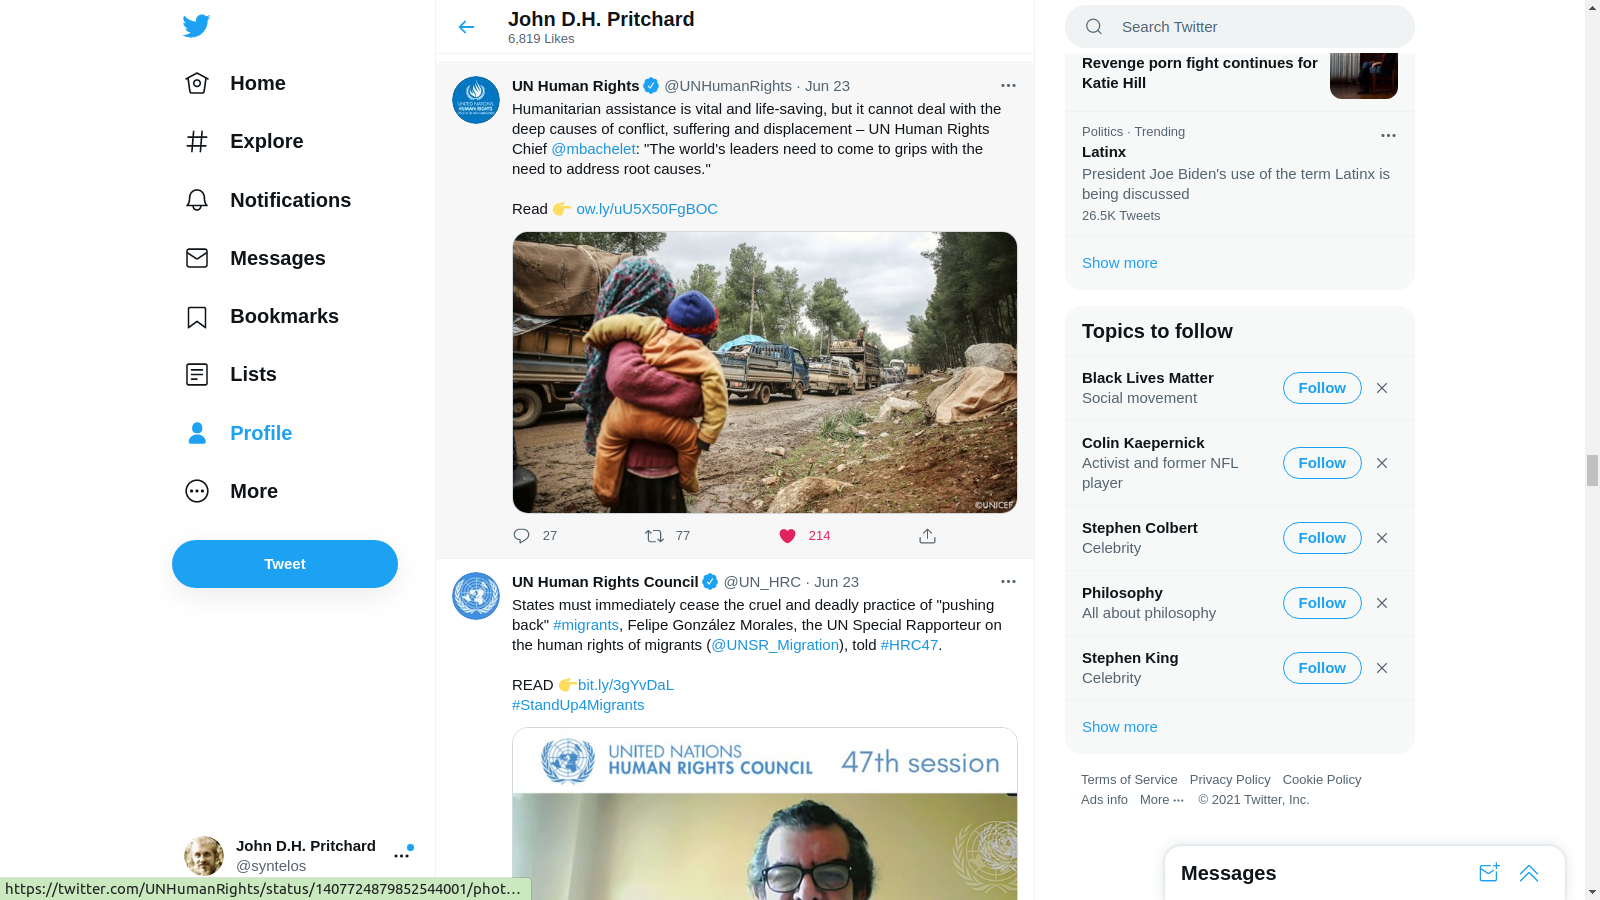 Home
Explore
Notifications
Messages
Bookmarks
Lists
Profile
More
Tweet
John D.H. Pritchard
@syntelos
https://twitter.com/UNHumanRights/status/1407724879852544001/phot…
John D.H. Pritchard
6,819 Likes
UN Human Rights @UNHumanRights · Jun 23
Humanitarian assistance is vital and life-saving, but it cannot deal with the
deep causes of conflict, suffering and displacement – UN Human Rights
Chief @mbachelet: "The world's leaders need to come to grips with the
need to address root causes."
Read 👉 ow.ly/uU5X50FgBOC
©UNICEF
27
77
214
UN Human Rights Council @UN_HRC · Jun 23
States must immediately cease the cruel and deadly practice of "pushing
back" #migrants, Felipe González Morales, the UN Special Rapporteur on
the human rights of migrants (@UNSR_Migration), told #HRC47.
READ 👉bit.ly/3gYvDaL
#StandUp4Migrants
UNITED NATIONS
HUMAN RIGHTS COUNCIL
47th session
Search Twitter
Revenge porn fight continues for
Katie Hill
Politics · Trending
Latinx
President Joe Biden's use of the term Latinx is
being discussed
26.5K Tweets
Show more
Topics to follow
Black Lives Matter
Social movement
Follow
Colin Kaepernick
Activist and former NFL
player
Follow
Stephen Colbert
Celebrity
Follow
Philosophy
All about philosophy
Follow
Stephen King
Celebrity
Follow
Show more
Terms of Service Privacy Policy Cookie Policy
Ads info More ··· © 2021 Twitter, Inc.
Messages